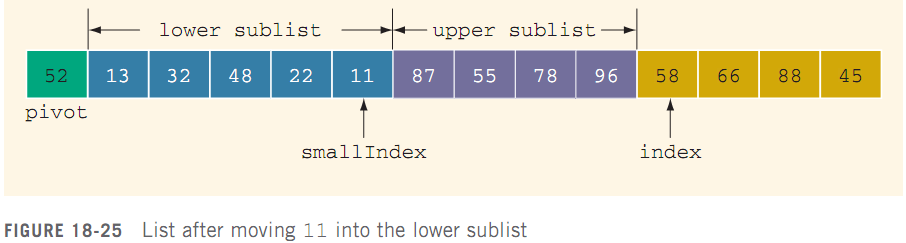 lower sublist upper sublist
52 13 32 48 22 11 87 55 78 96 58 66 88 45
pivot
smallIndex index
FIGURE 18-25 List after moving 11 into the lower sublist